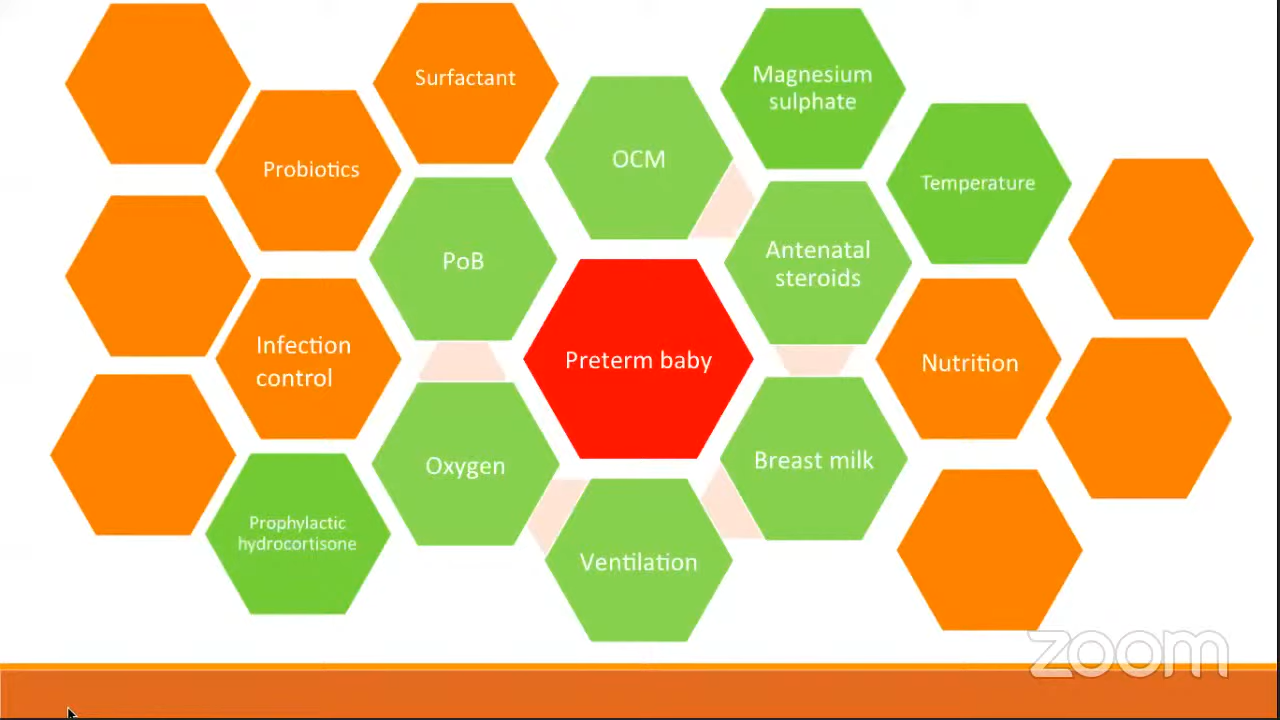 Surfactant
Magnesium
sulphate
Probiotics
OCM
Temperature
PoB
Antenatal
steroids
Infection
control
Preterm baby
Nutrition
Oxygen
Breast milk
Prophylactic
hydrocortisone
Ventilation
zoom